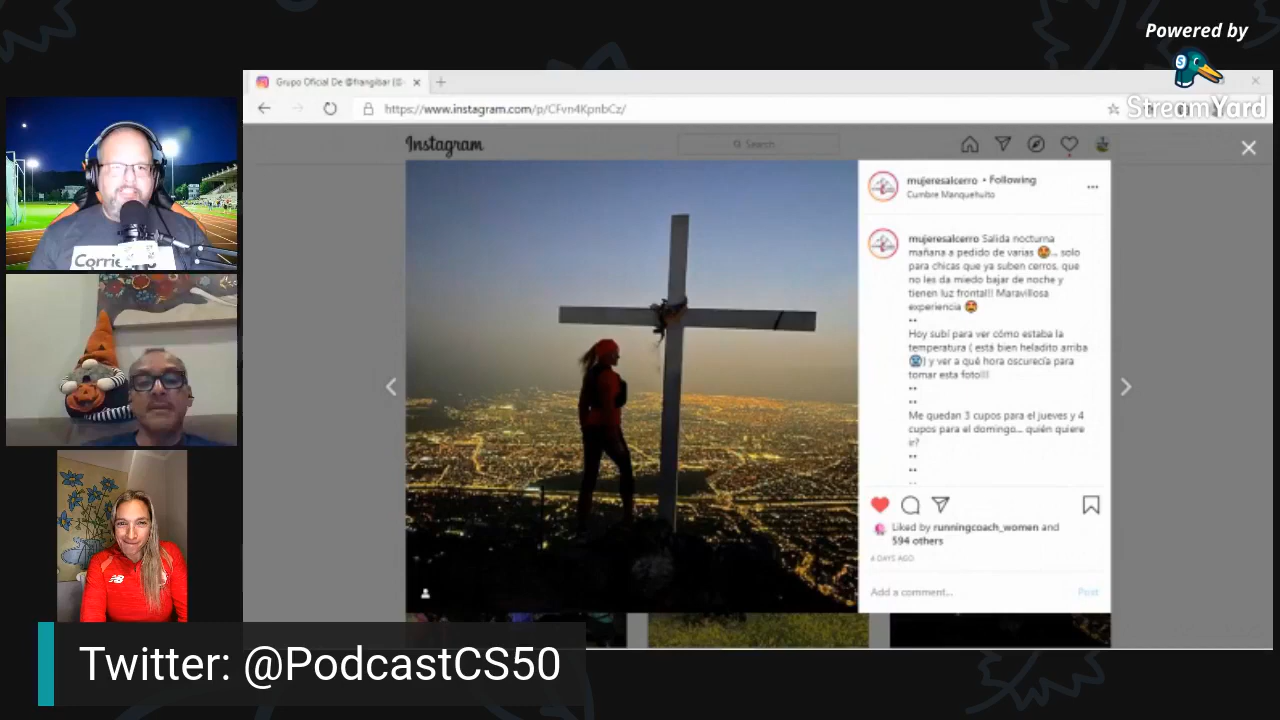 Powered by
StreamYard
Grupo Oficial De @frangibar (©
https://www.instagram.com/p/CFvn4KpnbCz/
Instagram
Search
mujeresalcerro • Following
Cumbre Manquehuito
mujeresalcerro Salida nocturna
mañana a pedido de varias 🤩... solo
para chicas que ya suben cerros, que
no les da miedo bajar de noche y
tienen luz frontal!! Maravillosa
experiencia 🤩
••
Hoy subí para ver cómo estaba la
temperatura ( está bien heladito arriba
🥶) y ver a qué hora oscurecía para
tomar esta foto!!!
••
••
Me quedan 3 cupos para el jueves y 4
cupos para el domingo... quién quiere
ir?
••
••
Liked by runningcoach_women and
594 others
Add a comment...
Post
NB
Twitter: @PodcastCS50